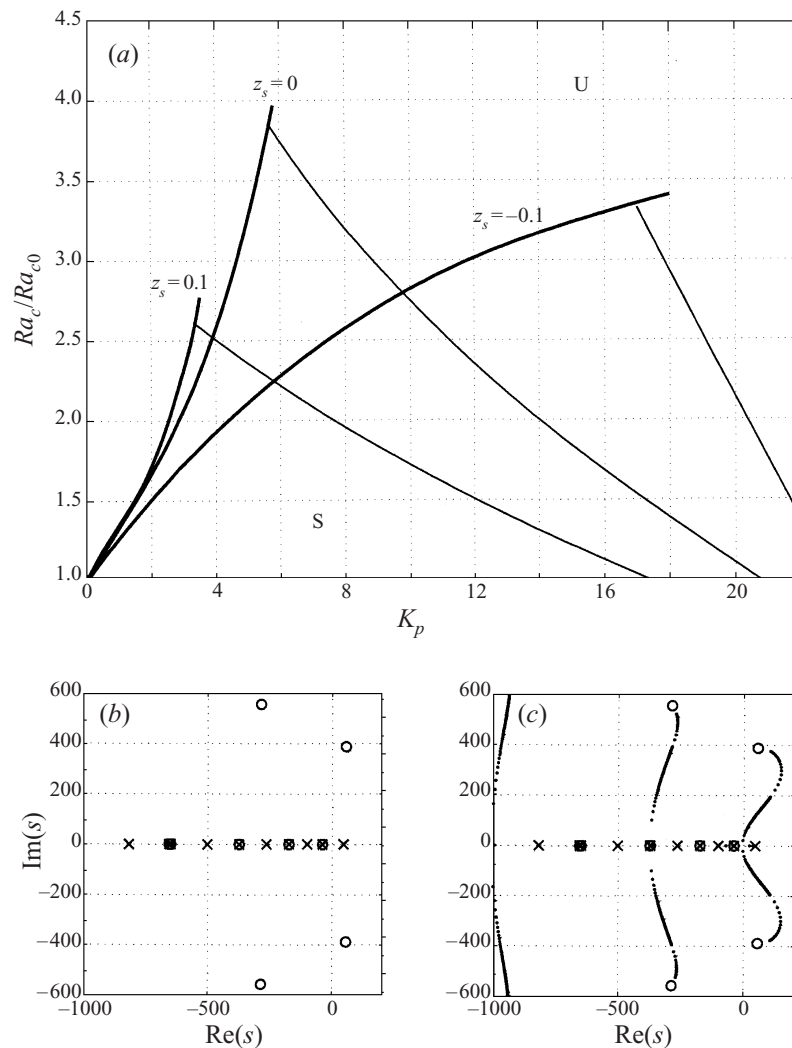 4.5
(a)
z_s=0
U
4.0
3.5
z_s=–0.1
3.0
z_s=0.1
Ra_c/Ra_c0
2.5
2.0
1.5
S
1.0
0 4 8 12 16 20
K_p
600
(b)
400
200
Im(s)
0
–200
–400
–600
–1000 –500 0
Re(s)
600
(c)
400
200
0
–200
–400
–600
–1000 –500 0
Re(s)